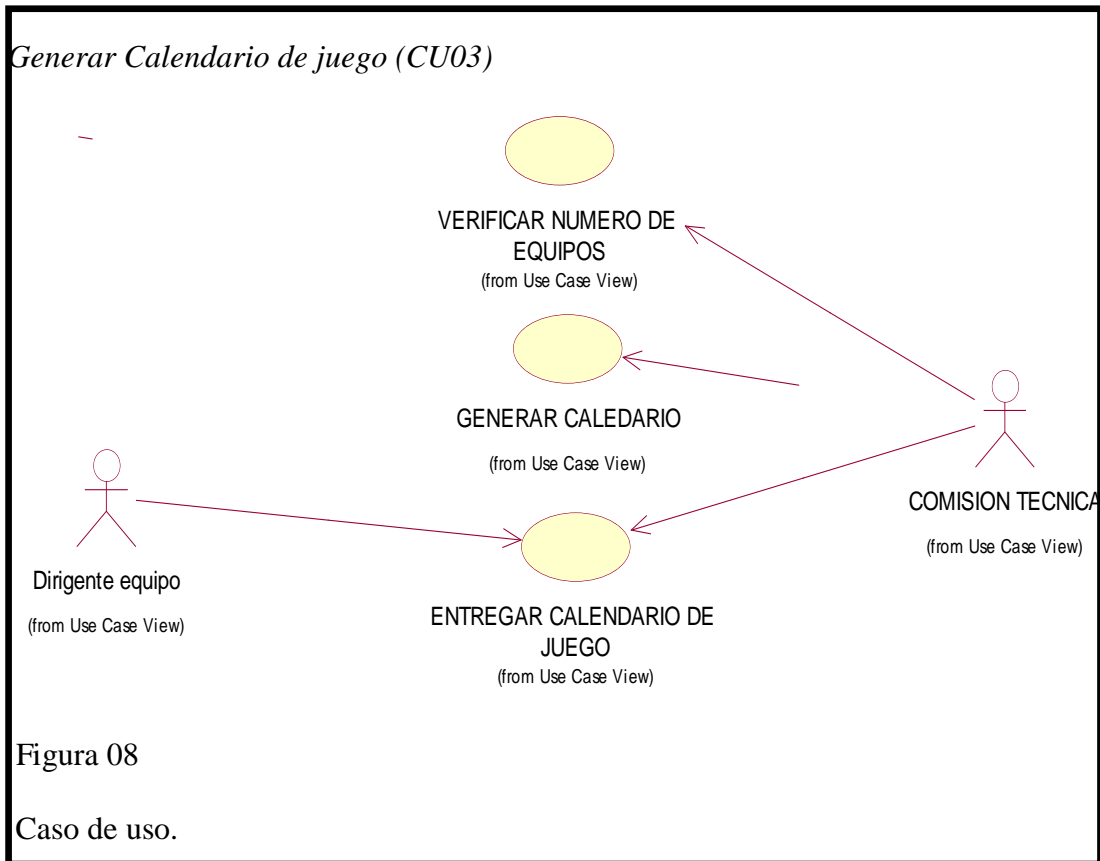 Generar Calendario de juego (CU03)
VERIFICAR NUMERO DE
EQUIPOS
(from Use Case View)
GENERAR CALEDARIO
(from Use Case View)
COMISION TECNICA
(from Use Case View)
Dirigente equipo
(from Use Case View)
ENTREGAR CALENDARIO DE
JUEGO
(from Use Case View)
Figura 08
Caso de uso.